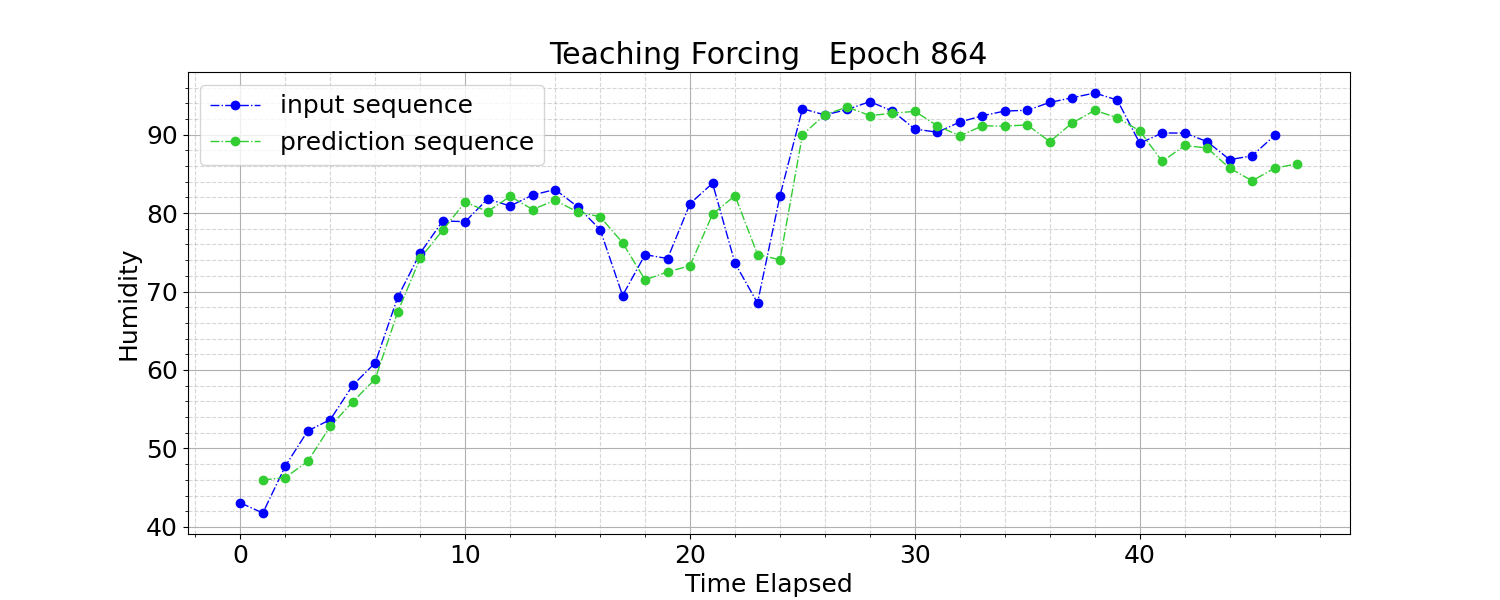 Teaching Forcing   Epoch 864
input sequence
prediction sequence
Humidity
90
80
70
60
50
40
0 10 20 30 40
Time Elapsed